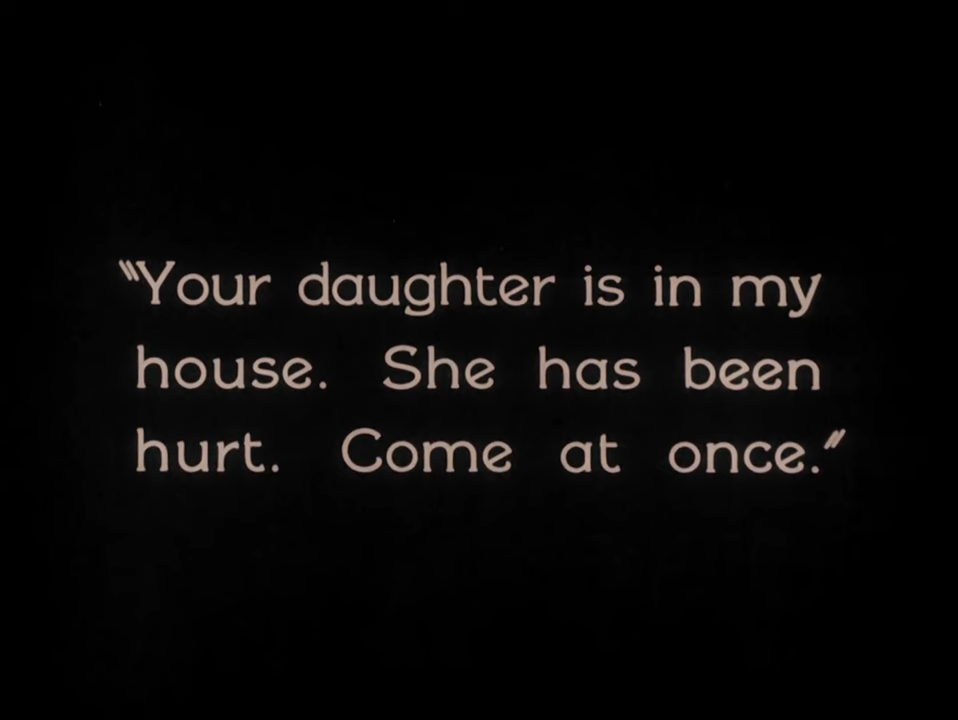 "Your daughter is in my
house. She has been
hurt. Come at once."